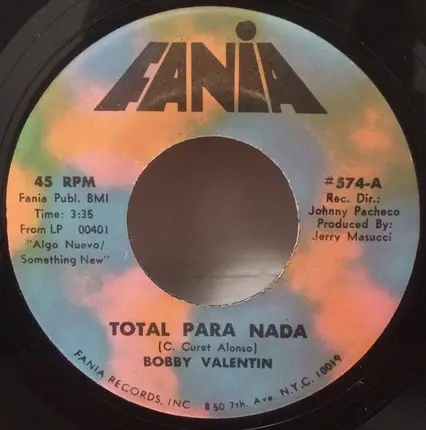 FANIA
45 RPM
Fania Publ. BMI
Time: 3:35
From LP 00401
"Algo Nuevo/
Something New"
#574-A
Rec. Dir.:
Johnny Pacheco
Produced By:
Jerry Masucci
TOTAL PARA NADA
(C. Curet Alonso)
BOBBY VALENTIN
FANIA RECORDS, INC. 850 7th. Ave. N.Y.C. 10019